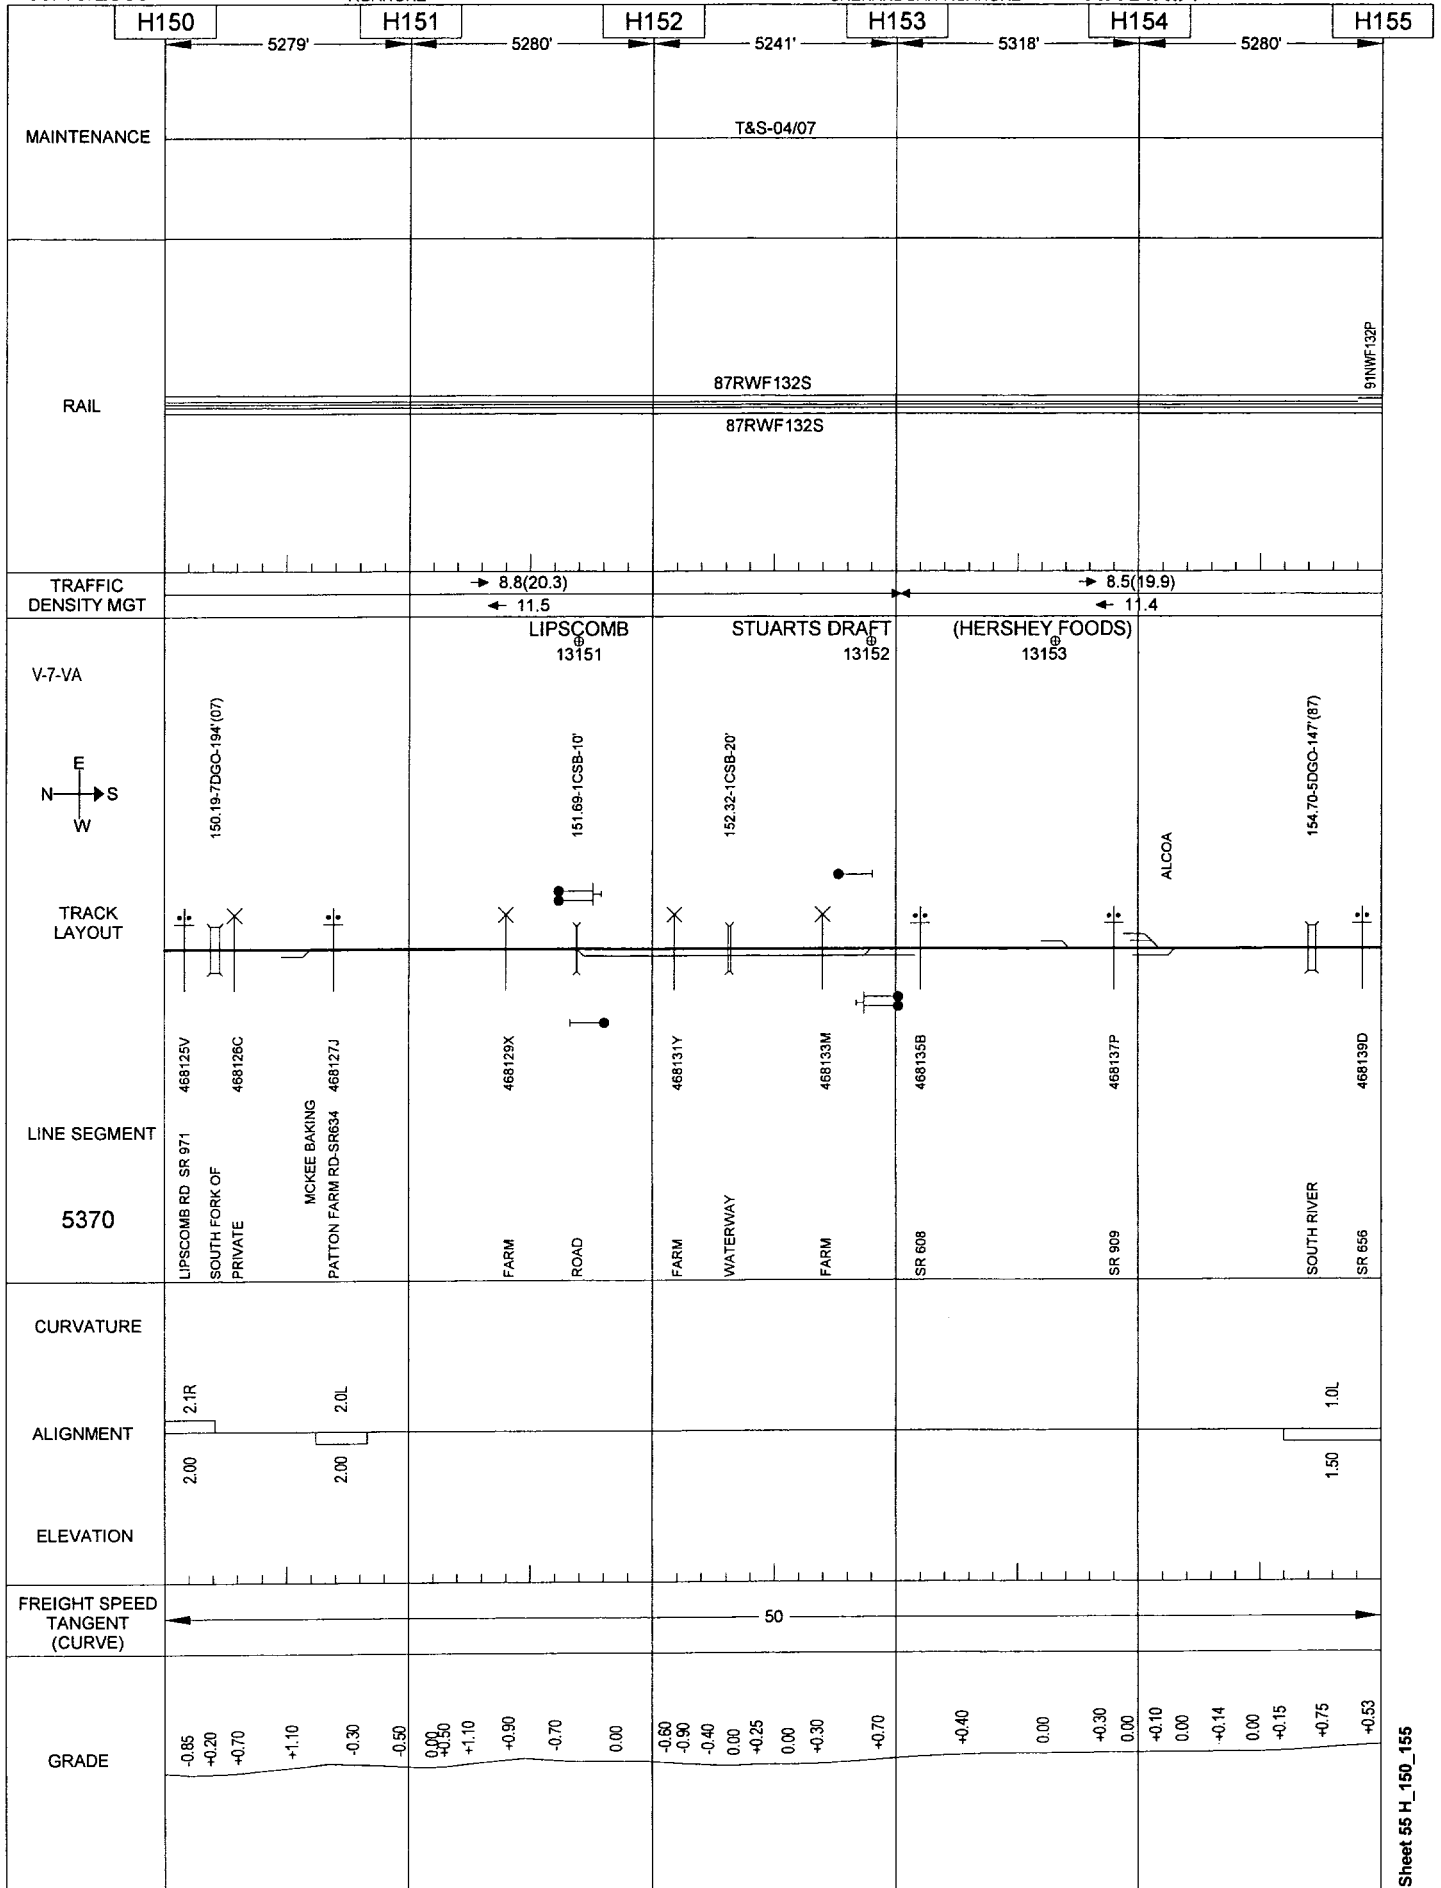 H150 H151 H152 H153 H154 H155
5279' 5280' 5241' 5318' 5280'
MAINTENANCE
T&S-04/07
RAIL
87RWF132S
87RWF132S
91NWF132P
TRAFFIC
DENSITY MGT
8.8(20.3)
11.5
8.5(19.9)
11.4
V-7-VA
LIPSCOMB
13151
STUARTS DRAFT
13152
(HERSHEY FOODS)
13153
E
N S
W
150.19-7DGO-194'(07)
151.69-1CSB-10'
152.32-1CSB-20'
ALCOA
154.70-5DGO-147'(87)
TRACK
LAYOUT
LINE SEGMENT
5370
LIPSCOMB RD SR 971 468125V
SOUTH FORK OF
PRIVATE 468126C
MCKEE BAKING
PATTON FARM RD-SR634 468127J
FARM 468129X
ROAD
FARM 468131Y
WATERWAY
FARM 468133M
SR 608 468135B
SR 909 468137P
SOUTH RIVER
SR 656 468139D
CURVATURE
2.1R 2.0L 1.0L
ALIGNMENT
2.00 2.00 1.50
ELEVATION
FREIGHT SPEED
TANGENT
(CURVE)
50
GRADE
-0.85
+0.20
+0.70
+1.10
-0.30
-0.50
0.00
+0.50
+1.10
+0.90
-0.70
0.00
-0.60
-0.90
-0.40
0.00
+0.25
0.00
+0.30
+0.70
+0.40
0.00
+0.30
0.00
+0.10
0.00
+0.14
0.00
+0.15
+0.75
+0.53
Sheet 55 H_150_155